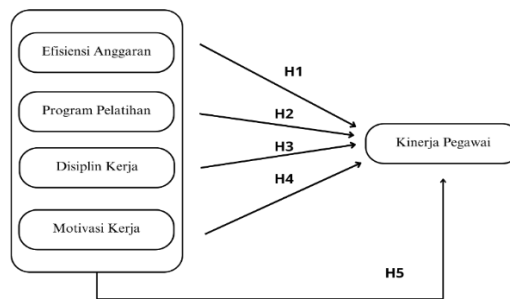 Efisiensi Anggaran
H1
Program Pelatihan
H2
Kinerja Pegawai
H3
Disiplin Kerja
H4
Motivasi Kerja
H5